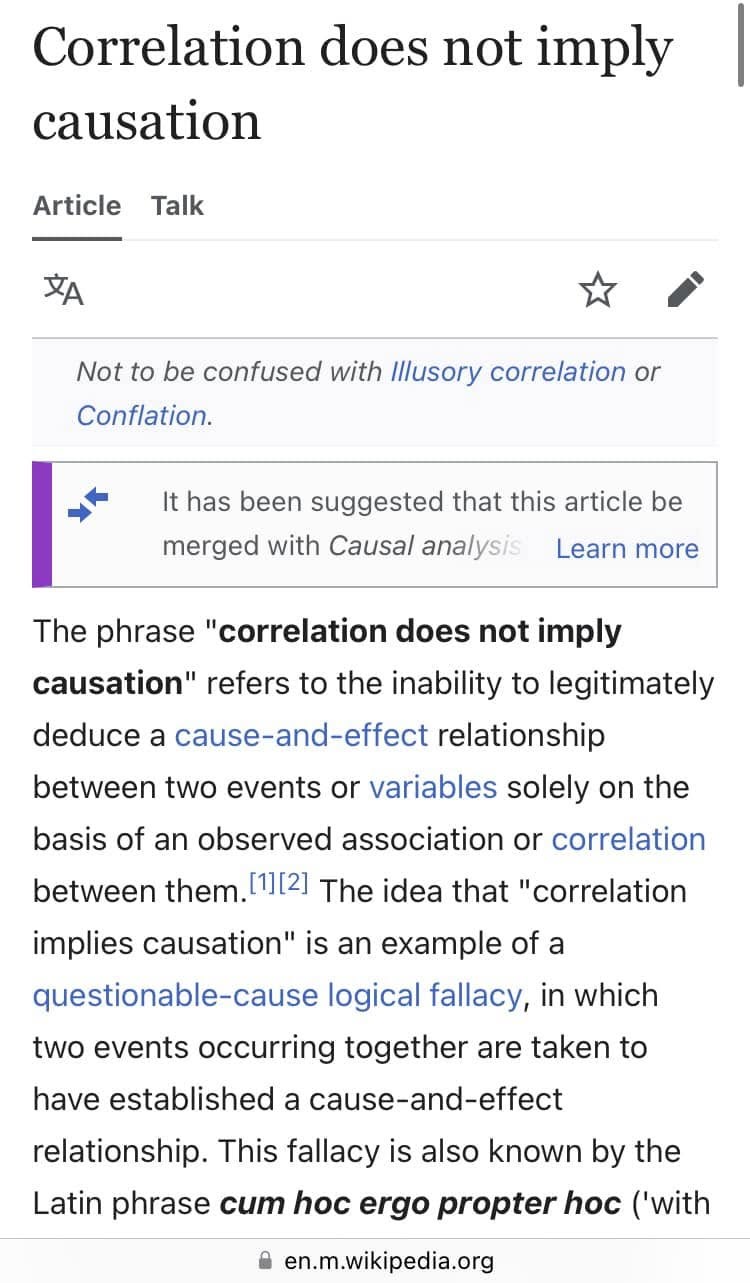 Correlation does not imply
causation
Article Talk
文A
Not to be confused with Illusory correlation or
Conflation.
It has been suggested that this article be
merged with Causal analysis Learn more
The phrase "correlation does not imply
causation" refers to the inability to legitimately
deduce a cause-and-effect relationship
between two events or variables solely on the
basis of an observed association or correlation
between them.[1][2] The idea that "correlation
implies causation" is an example of a
questionable-cause logical fallacy, in which
two events occurring together are taken to
have established a cause-and-effect
relationship. This fallacy is also known by the
Latin phrase cum hoc ergo propter hoc ('with
en.m.wikipedia.org